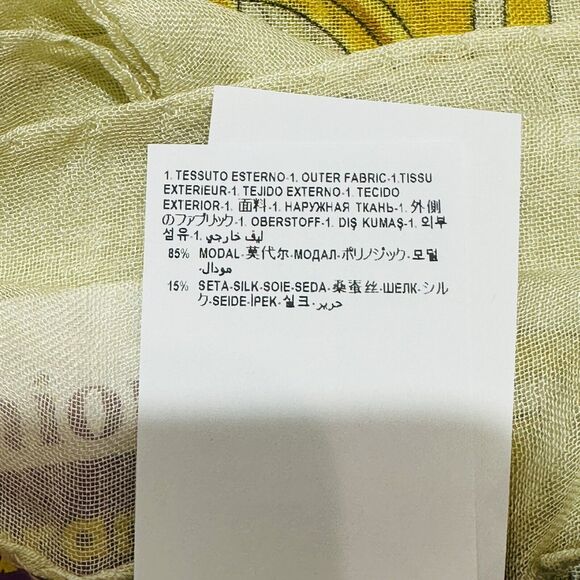 1. TESSUTO ESTERNO-1. OUTER FABRIC-1.TISSU
EXTERIEUR-1. TEJIDO EXTERNO-1. TECIDO
EXTERIOR-1. 面料-1. НАРУЖНАЯ ТКАНЬ-1. 外側
のファブリック-1. OBERSTOFF-1. DIŞ KUMAŞ-1. 외부
섬유-1. ليف خارجي
85% MODAL-莫代尔-МОДАЛ-ポリノジック-모달
-مودال.
15% SETA-SILK-SOIE-SEDA-桑蚕丝-ШЕЛК-シル
ク-SEIDE-İPEK-실크-حرير.